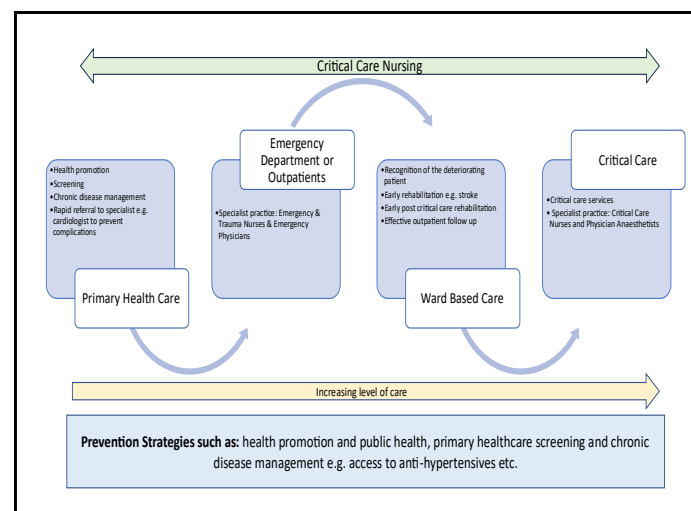 Critical Care Nursing
•Health promotion
•Screening
•Chronic disease management
•Rapid referral to specialist e.g.
cardiologist to prevent
complications
Primary Health Care
Emergency
Department or
Outpatients
•Specialist practice: Emergency &
Trauma Nurses & Emergency
Physicians
•Recognition of the deteriorating
patient
•Early rehabilitation e.g. stroke
•Early post critical care rehabilitation
•Effective outpatient follow up
Ward Based Care
Critical Care
•Critical care services
• Specialist practice: Critical Care
Nurses and Physician Anaesthetists
Increasing level of care
Prevention Strategies such as: health promotion and public health, primary healthcare screening and chronic
disease management e.g. access to anti-hypertensives etc.